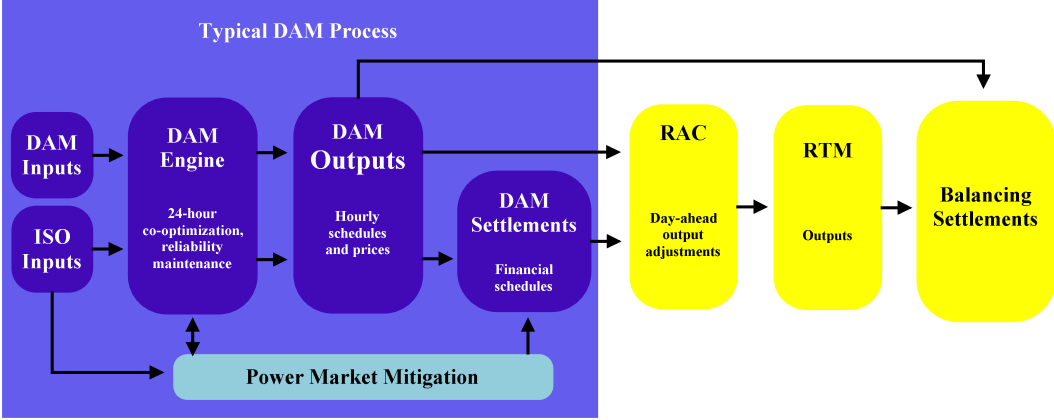 Typical DAM Process
DAM
Inputs
ISO
Inputs
DAM
Engine
24-hour
co-optimization,
reliability
maintenance
DAM
Outputs
Hourly
schedules
and prices
DAM
Settlements
Financial
schedules
Power Market Mitigation
RAC
Day-ahead
output
adjustments
RTM
Outputs
Balancing
Settlements